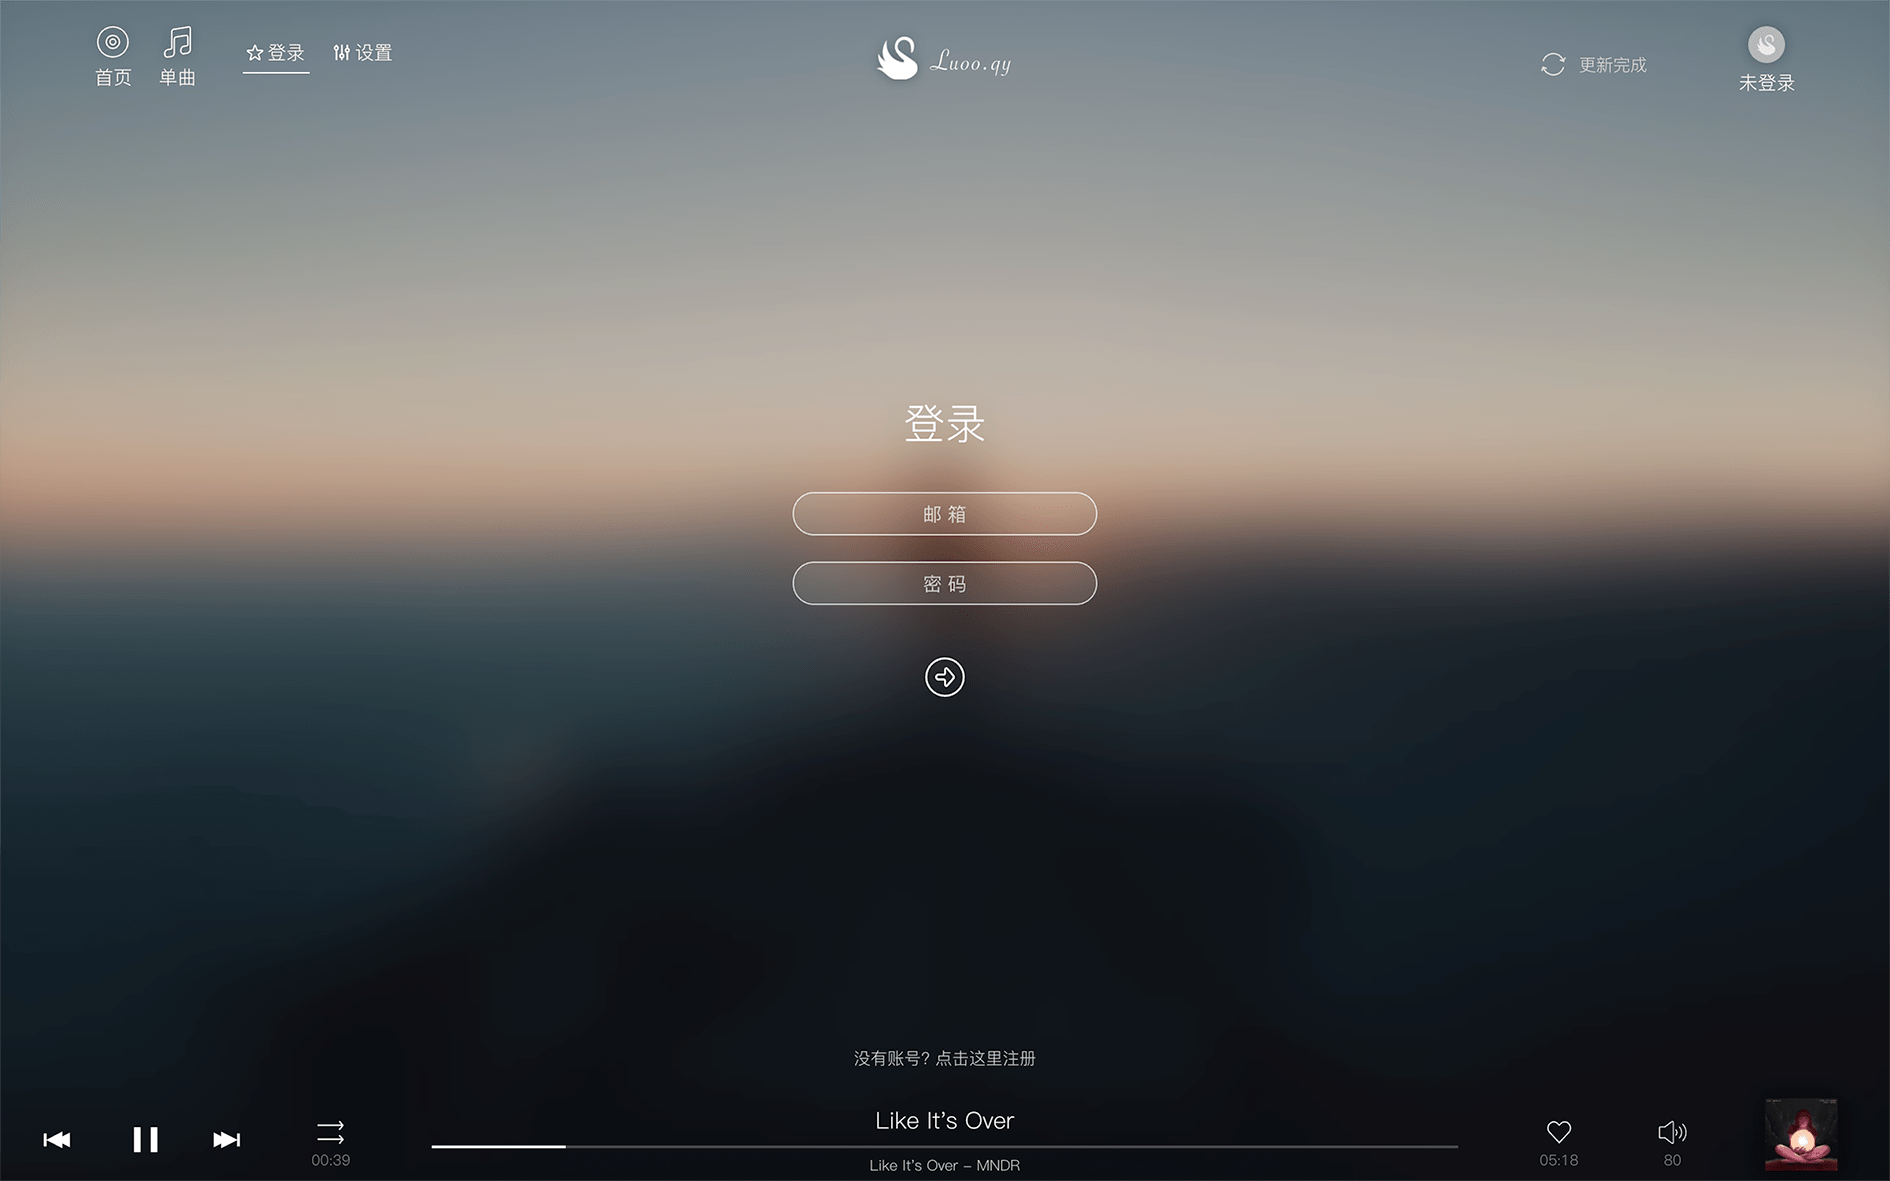 首页
单曲
登录
设置
Luoo.qy
更新完成
未登录
登录
邮 箱
密 码
没有账号? 点击这里注册
Like It's Over
00:39
05:18
80
Like It's Over – MNDR